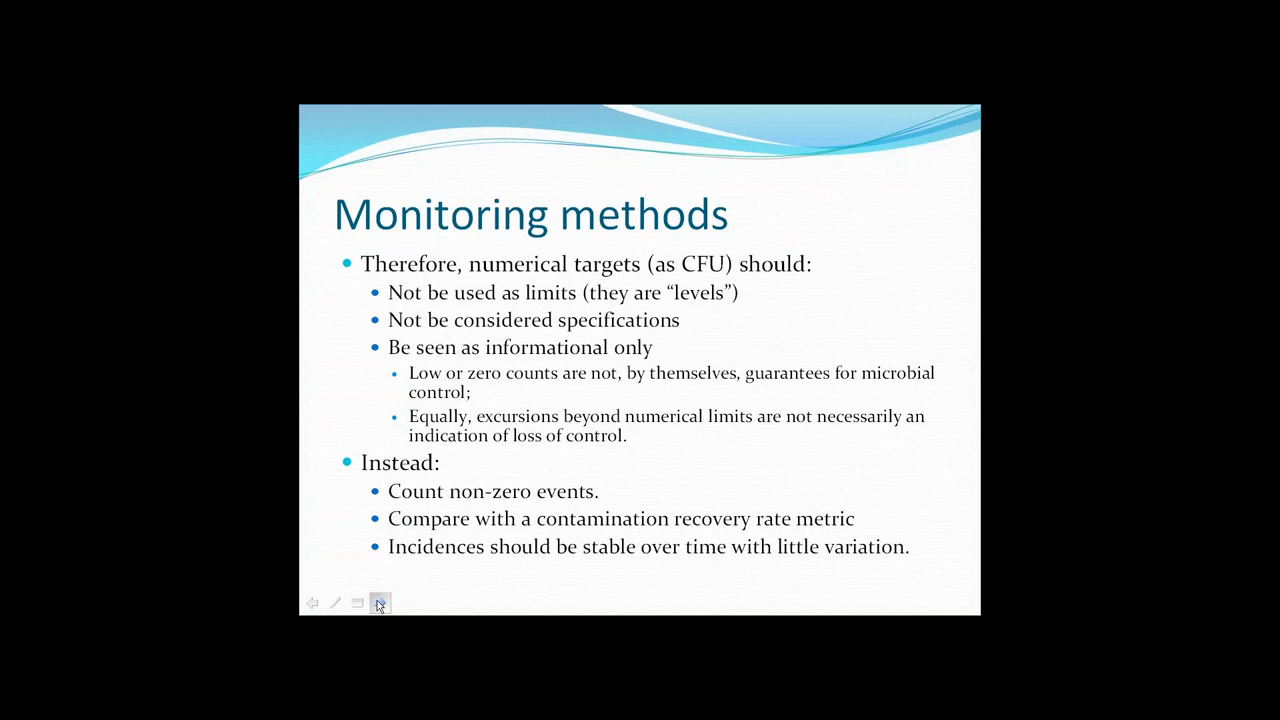 Monitoring methods
Therefore, numerical targets (as CFU) should:
Not be used as limits (they are “levels”)
Not be considered specifications
Be seen as informational only
Low or zero counts are not, by themselves, guarantees for microbial
control;
Equally, excursions beyond numerical limits are not necessarily an
indication of loss of control.
Instead:
Count non-zero events.
Compare with a contamination recovery rate metric
Incidences should be stable over time with little variation.